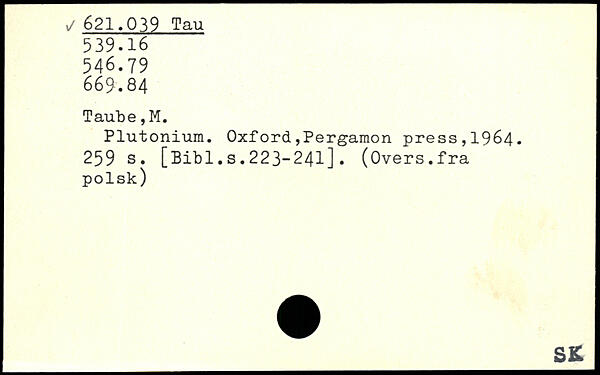 ✓ 621.039 Tau
539.16
546.79
669.84
Taube,M.
Plutonium. Oxford,Pergamon press,1964.
259 s. [Bibl.s.223-241]. (Overs.fra
polsk)
SK